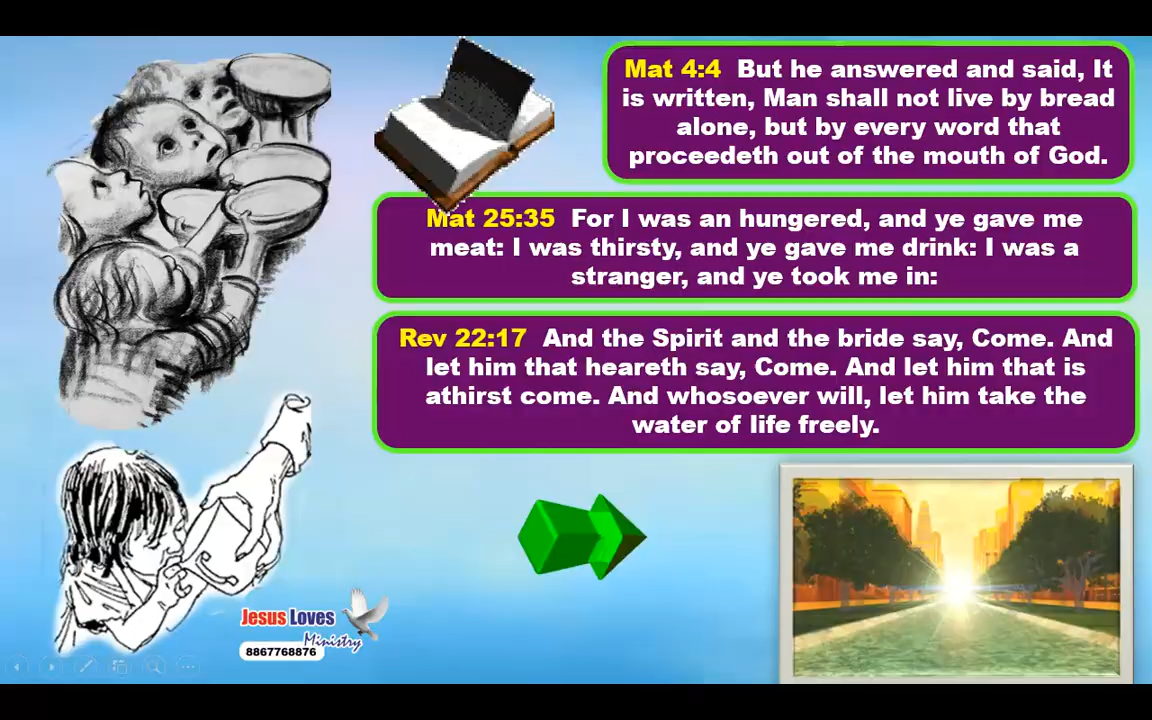 Mat 4:4 But he answered and said, It
is written, Man shall not live by bread
alone, but by every word that
proceedeth out of the mouth of God.
Mat 25:35 For I was an hungered, and ye gave me
meat: I was thirsty, and ye gave me drink: I was a
stranger, and ye took me in:
Rev 22:17 And the Spirit and the bride say, Come. And
let him that heareth say, Come. And let him that is
athirst come. And whosoever will, let him take the
water of life freely.
Jesus Loves
Ministry
8867768876